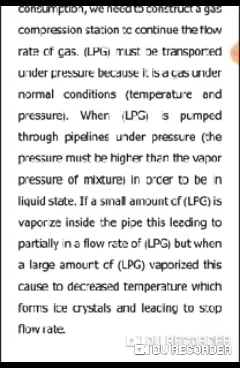 consumption, we need to construct a gas
compression station to continue the flow
rate of gas. (LPG) must be transported
under pressure because it is a gas under
normal conditions (temperature and
pressure). When (LPG) is pumped
through pipelines under pressure (the
pressure must be higher than the vapor
pressure of mixture) in order to be in
liquid state. If a small amount of (LPG) is
vaporize inside the pipe this leading to
partially in a flow rate of (LPG) but when
a large amount of (LPG) vaporized this
cause to decreased temperature which
forms ice crystals and leading to stop
flow rate.
DU RECORDER
DU RECORDER